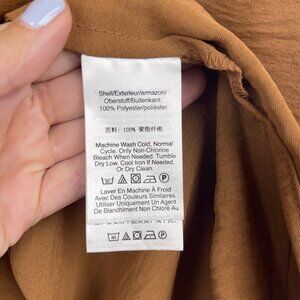 Shell/Exterieur/armazon/
Oberstoff/Buitenkant:
100% Polyester/poliéster
面料: 100% 聚酯纤维
Machine Wash Cold, Normal
Cycle. Only Non-Chlorine
Bleach When Needed. Tumble
Dry Low. Cool Iron If Needed.
Or Dry Clean.
Laver En Machine À Froid
Avec Des Couleurs Similaires.
Utiliser Uniquement Un Agent
De Blanchiment Non Chloré Au